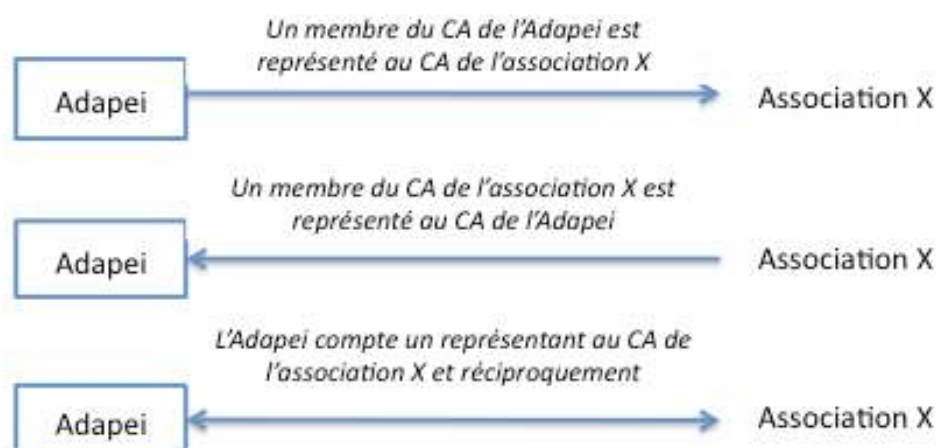 Un membre du CA de l'Adapei est
représenté au CA de l'association X
Adapei
Association X
Un membre du CA de l'association X est
représenté au CA de l'Adapei
Adapei
Association X
L'Adapei compte un représentant au CA de
l'association X et réciproquement
Adapei
Association X